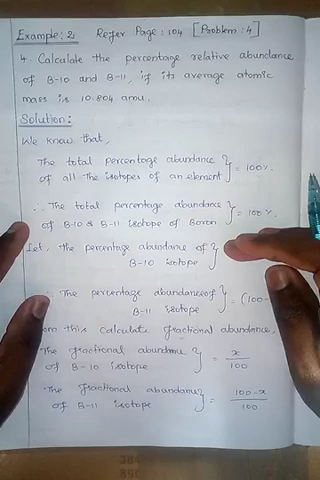 Example: 2) Refer Page: 104 [Problem: 4]
4. Calculate the percentage relative abundance
of B-10 and B-11, if its average atomic
mass is 10.804 amu.
Solution:
We know that,
The total percentage abundance
of all the isotopes of an element } = 100%.
∴ The total percentage abundance
of B-10 & B-11 isotope of Boron } = 100%.
Let, the percentage abundance of
B-10 isotope }
∴ The percentage abundance of
B-11 isotope } = (100-
this calculate fractional abundance,
The fractional abundance
of B-10 isotope } = x/100
The fractional abundance
of B-11 isotope } = 100-x/100